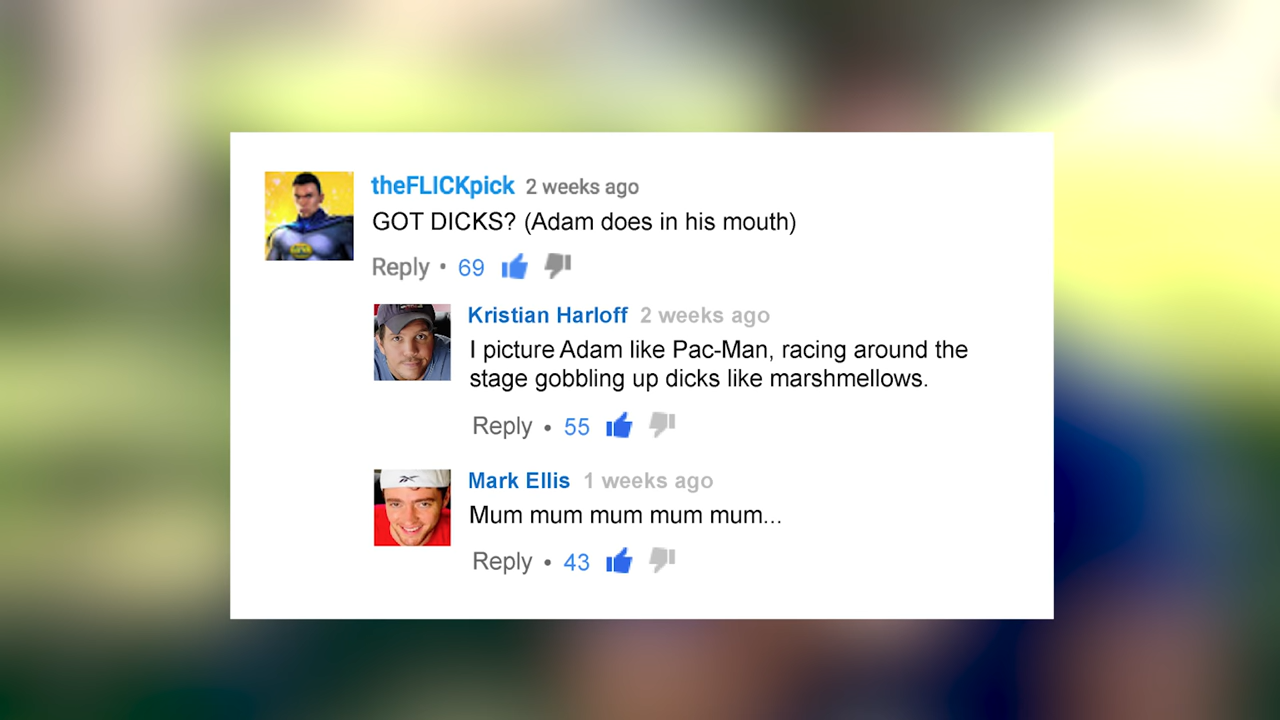 theFLICKpick 2 weeks ago
GOT DICKS? (Adam does in his mouth)
Reply • 69
Kristian Harloff 2 weeks ago
I picture Adam like Pac-Man, racing around the
stage gobbling up dicks like marshmellows.
Reply • 55
Mark Ellis 1 weeks ago
Mum mum mum mum mum...
Reply • 43